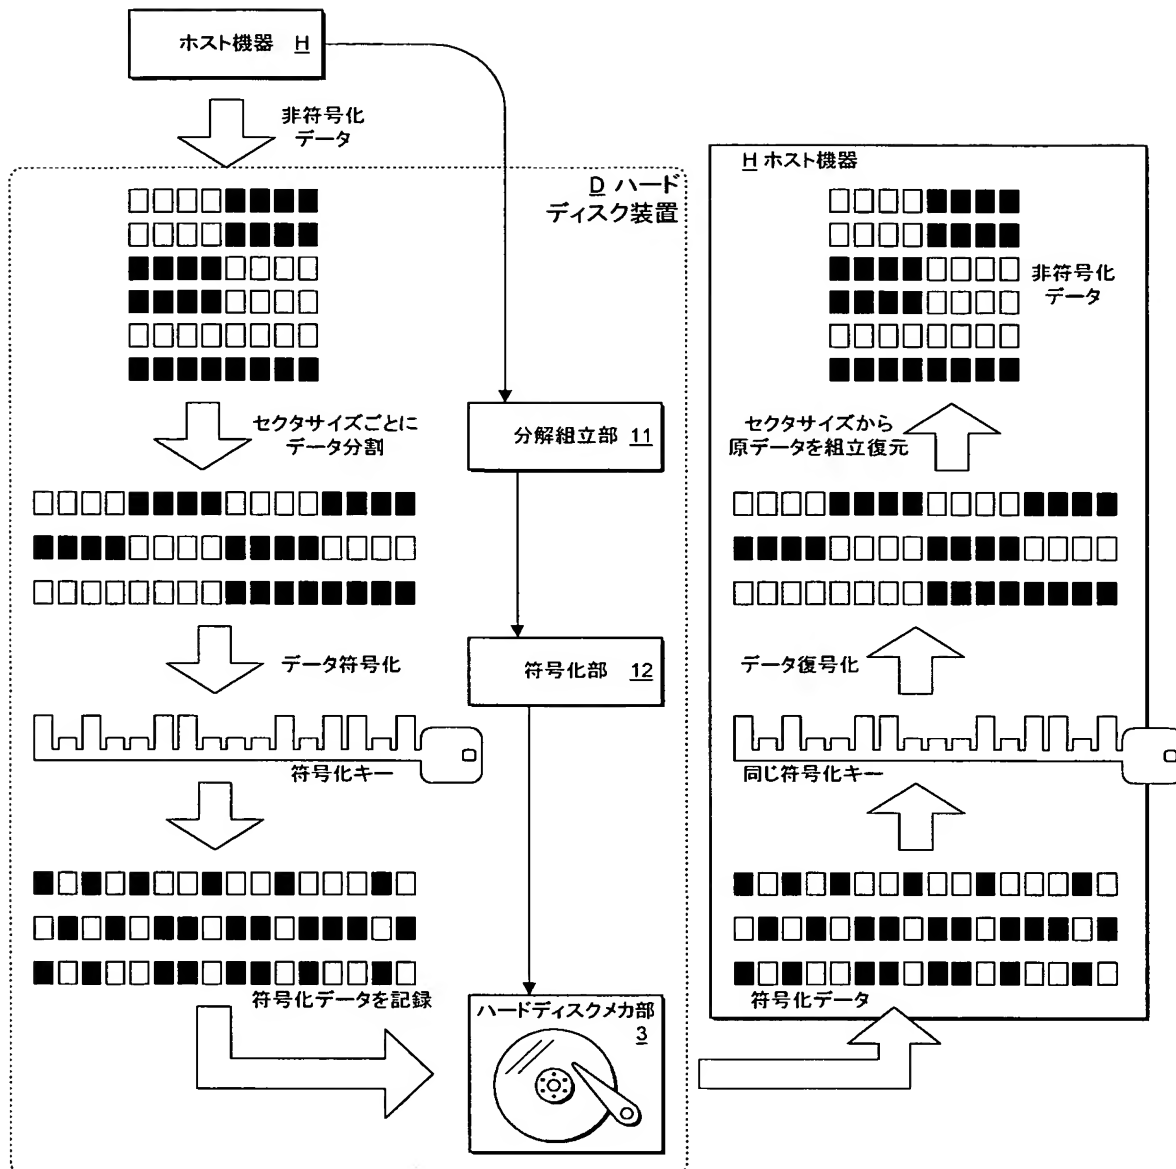 ホスト機器 H
非符号化
データ
D ハード
ディスク装置
セクタサイズごとに
データ分割
分解組立部 11
データ符号化
符号化部 12
符号化キー
符号化データを記録
ハードディスクメカ部
3
H ホスト機器
非符号化
データ
セクタサイズから
原データを組立復元
データ復号化
同じ符号化キー
符号化データ